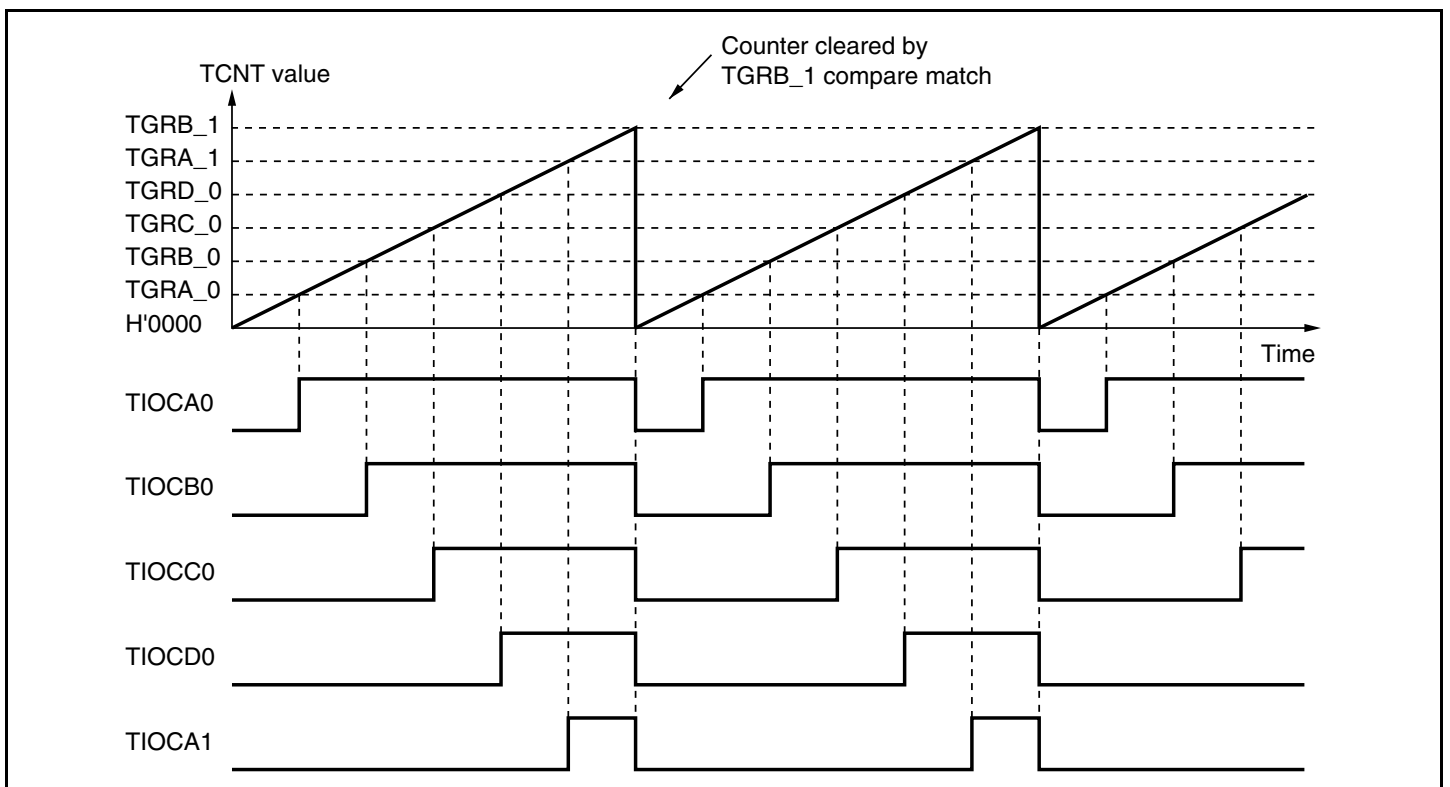 Counter cleared by
TGRB_1 compare match
TCNT value
TGRB_1
TGRA_1
TGRD_0
TGRC_0
TGRB_0
TGRA_0
H'0000
Time
TIOCA0
TIOCB0
TIOCC0
TIOCD0
TIOCA1